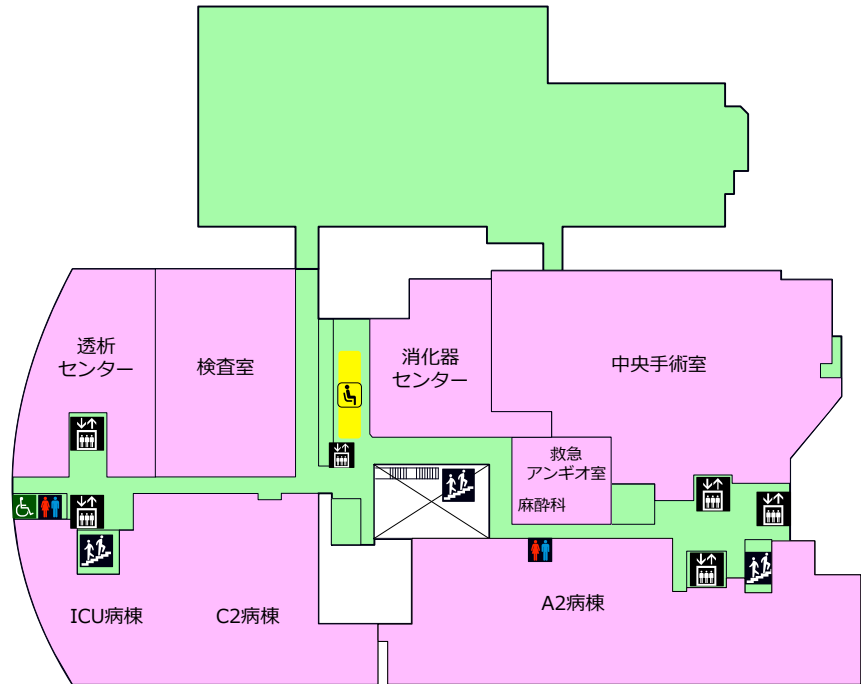 透析
センター
検査室
消化器
センター
中央手術室
救急
アンギオ室
麻酔科
ICU病棟
C2病棟
A2病棟